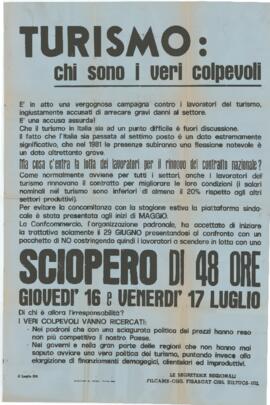 TURISMO:
chi sono i veri colpevoli
E' in atto una vergognosa campagna contro i lavoratori del turismo,
ingiustamente accusati di arrecare gravi danni al settore.
E' una accusa assurda!
Che il turismo in Italia sia ad un punto difficile è fuori discussione.
Il fatto che l'Italia sia passata al settimo posto è un dato estremamente
significativo, che nel 1981 le presenze subiranno una flessione notevole è
un dato altrettanto grave.
Ma cosa c'entra la lotta dei lavoratori per il rinnovo del contratto nazionale?
Come normalmente avviene per tutti i settori, anche i lavoratori del
turismo rinnovano il contratto per migliorare le loro condizioni (i salari
nominali nel turismo sono inferiori di almeno il 20% rispetto agli altri
settori produttivi).
Per evitare la concomitanza con la stagione estiva la piattaforma sinda-
cale è stata presentata agli inizi di MAGGIO.
La Confcommercio, l'organizzazione padronale, ha accettato di iniziare
la trattativa solamente il 29 GIUGNO presentandosi al confronto con un
pacchetto di NO costringendo quindi i lavoratori a scendere in lotta con uno
SCIOPERO DI 48 ORE
GIOVEDI' 16 e VENERDI' 17 LUGLIO
Di chi è allora l'irresponsabilità?
I VERI COLPEVOLI VANNO RICERCATI:
- Nei padroni che con una sciagurata politica dei prezzi hanno reso
non più competitivo il nostro Paese.
- Nei governi e nella gran parte delle regioni che non hanno mai
saputo avviare una vera politica del turismo, puntando invece alla
elargizione di finanziamenti demagogici, clientelari ed improduttivi.
LE SEGRETERIE REGIONALI
FILCAMS-CGIL FISASCAT-CISL UILTUCS-UIL